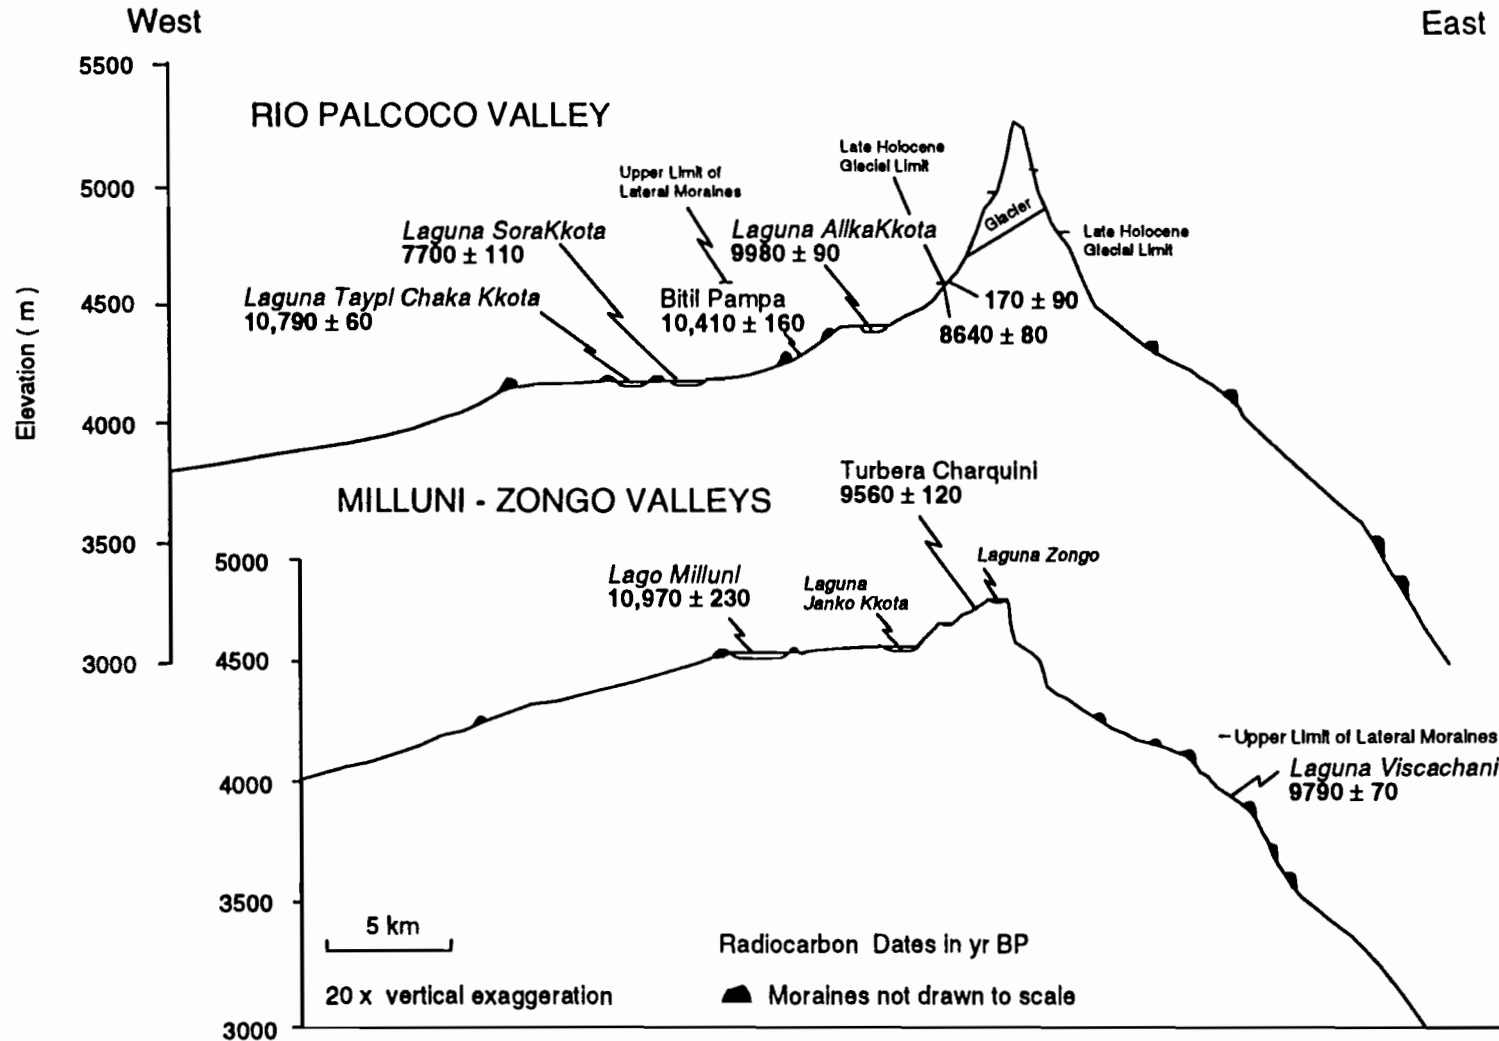 West
East
5500
RIO PALCOCO VALLEY
Late Holocene
Glaciel Limit
Upper Limit of
Lateral Moraines
5000
Glacier
Laguna SoraKkota
7700 ± 110
Laguna AllkaKkota
9980 ± 90
Late Holocene
Glecial Limit
Laguna Taypl Chaka Kkota
10,790 ± 60
Bitil Pampa
10,410 ± 160
4500
170 ± 90
8640 ± 80
Elevation ( m )
4000
Turbera Charquini
9560 ± 120
MILLUNI - ZONGO VALLEYS
3500
5000
Laguna Zongo
Lago Milluni
10,970 ± 230
Laguna
Janko Kkota
3000
4500
Upper Limit of Lateral Moraines
Laguna Viscachani
9790 ± 70
4000
3500
5 km
Radiocarbon Dates in yr BP
20 x vertical exaggeration
Moraines not drawn to scale
3000